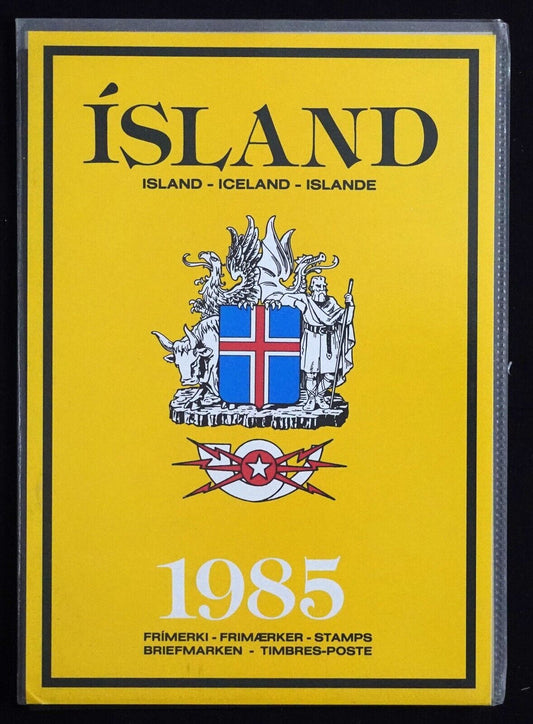 ÍSLAND
ISLAND - ICELAND - ISLANDE
1985
FRÍMERKI - FRIMÆRKER - STAMPS
BRIEFMARKEN - TIMBRES-POSTE